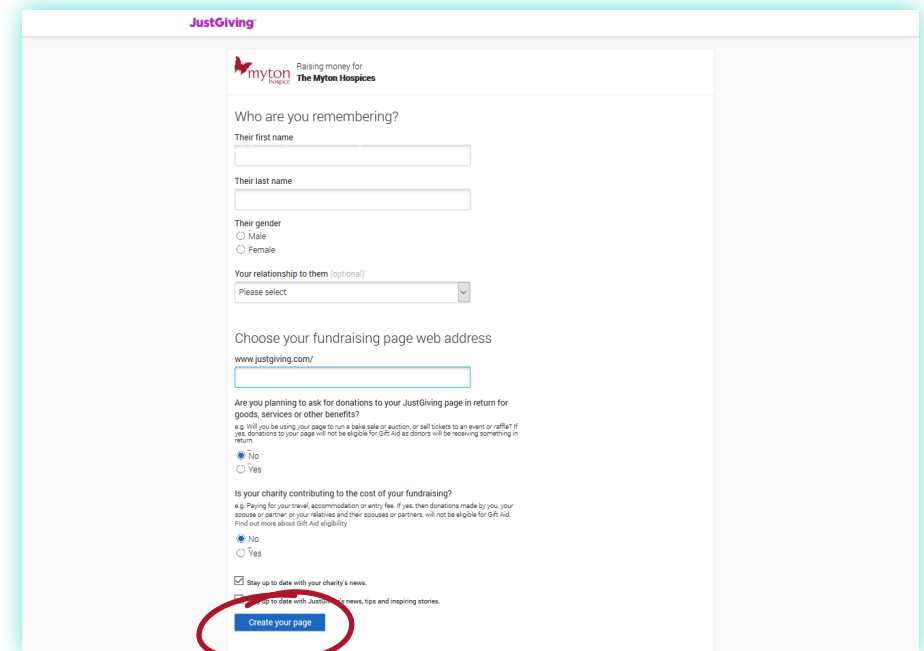 JustGiving™
myton
hospice
Raising money for
The Myton Hospices
Who are you remembering?
Their first name
Their last name
Their gender
Male
Female
Your relationship to them (optional)
Please select
Choose your fundraising page web address
www.justgiving.com/
Are you planning to ask for donations to your JustGiving page in return for
goods, services or other benefits?
e.g. Will you be using your page to run a bake sale or auction, or sell tickets to an event or raffle? If
yes, donations to your page will not be eligible for Gift Aid as donors will be receiving something in
return.
No
Yes
Is your charity contributing to the cost of your fundraising?
e.g. Paying for your travel, accommodation or entry fee. If yes, then donations made by you, your
spouse or partner, or your relatives and their spouses or partners, will not be eligible for Gift Aid.
Find out more about Gift Aid eligibility
No
Yes
Stay up to date with your charity's news.
Stay up to date with JustGiving's news, tips and inspiring stories.
Create your page